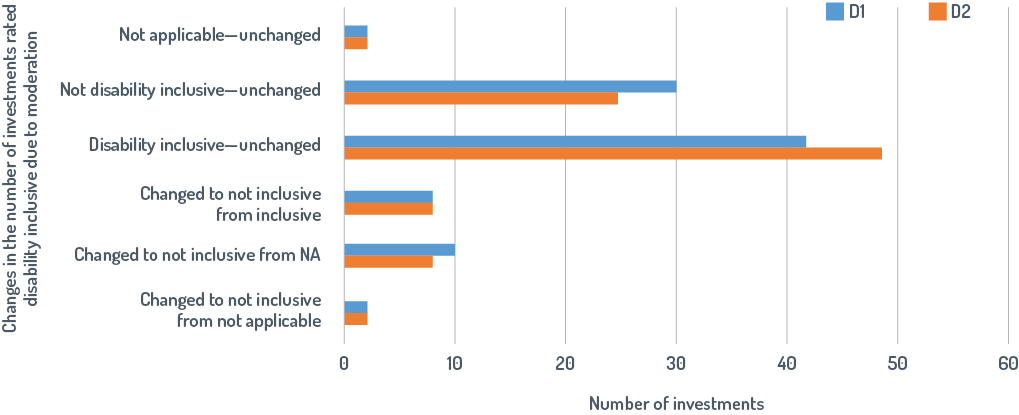 D1
D2
Changes in the number of investments rated
disability inclusive due to moderation
Not applicable—unchanged
Not disability inclusive—unchanged
Disability inclusive—unchanged
Changed to not inclusive
from inclusive
Changed to not inclusive from NA
Changed to not inclusive
from not applicable
0 10 20 30 40 50 60
Number of investments